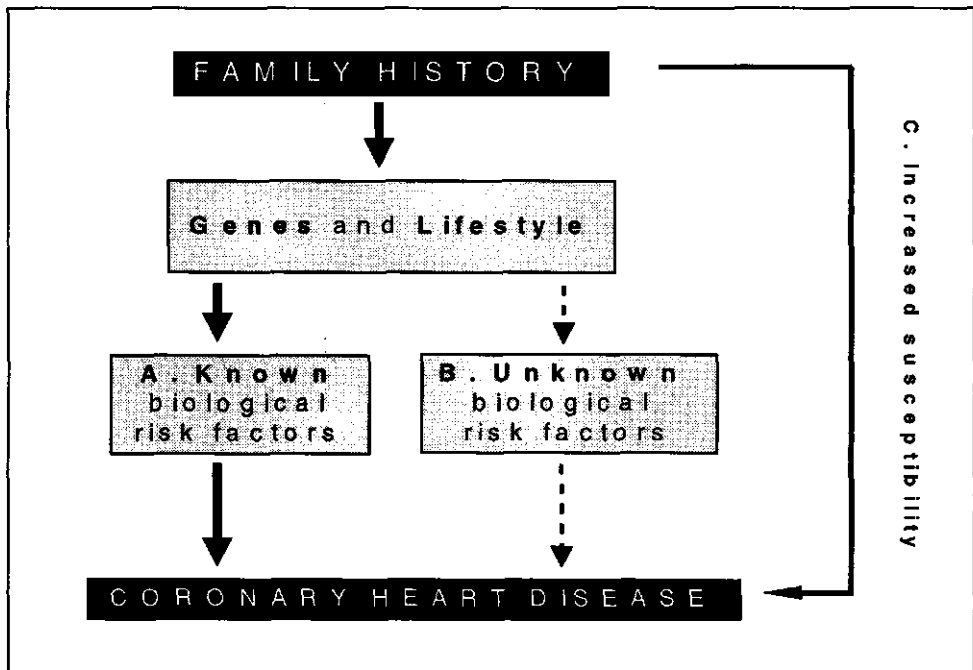 FAMILY HISTORY
Genes and Lifestyle
A. Known
biological
risk factors
B. Unknown
biological
risk factors
C. Increased susceptibility
CORONARY HEART DISEASE